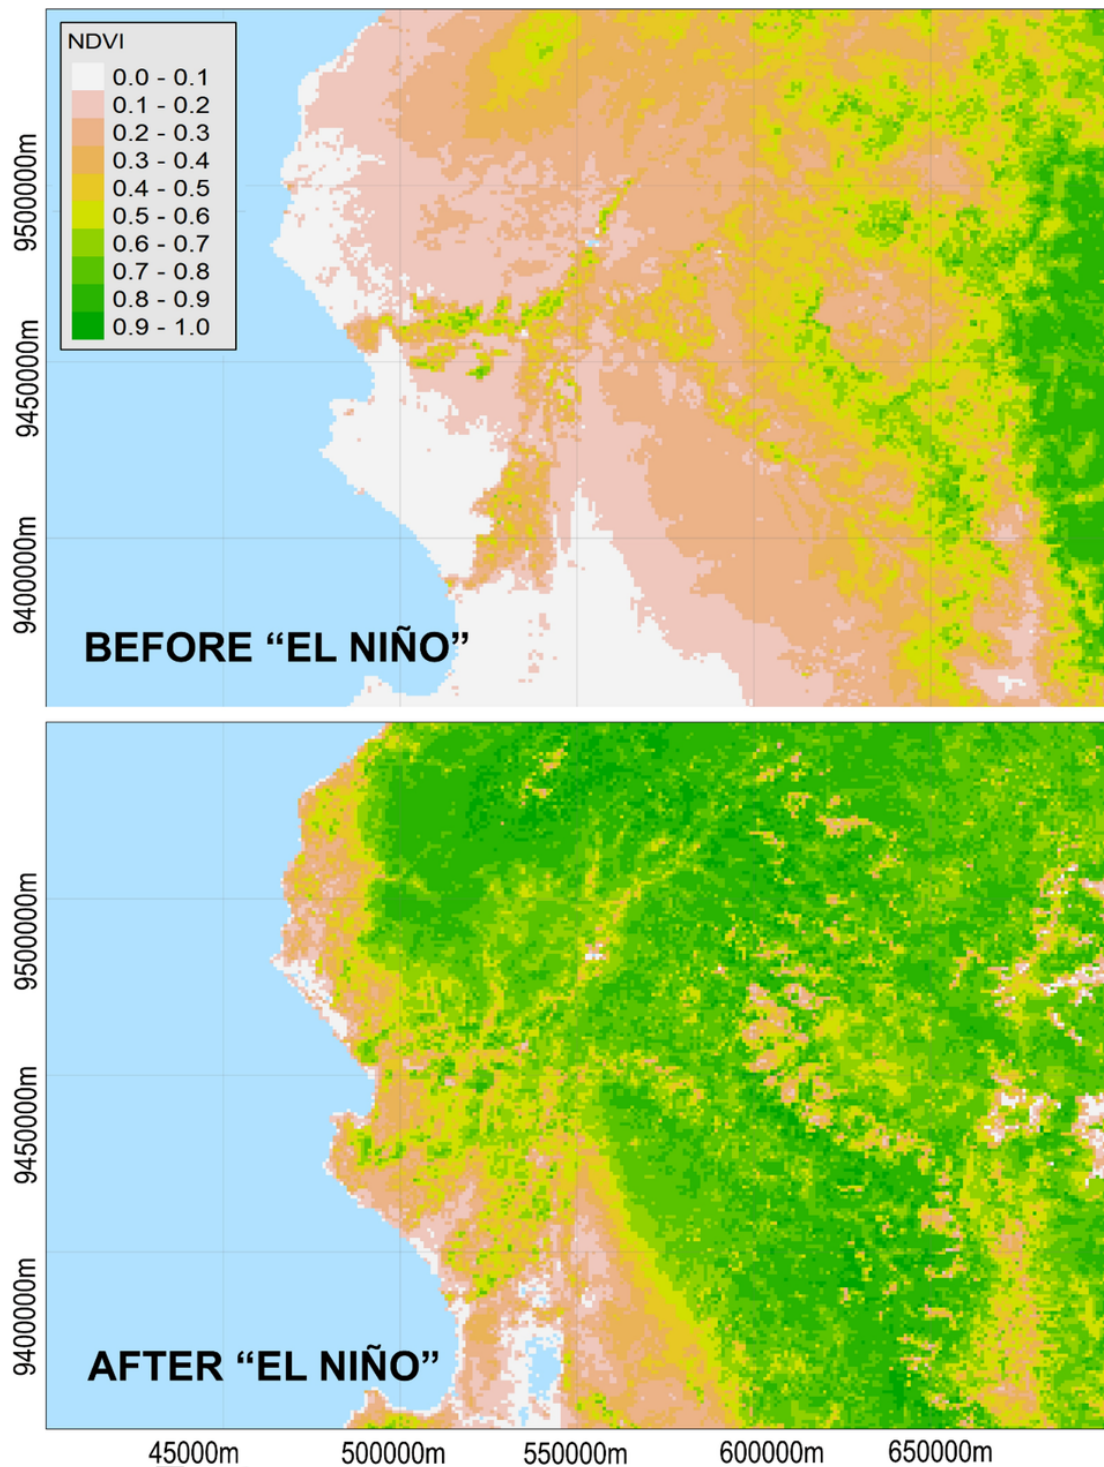 NDVI
0.0 - 0.1
0.1 - 0.2
0.2 - 0.3
0.3 - 0.4
0.4 - 0.5
0.5 - 0.6
0.6 - 0.7
0.7 - 0.8
0.8 - 0.9
0.9 - 1.0
9500000m
9450000m
9400000m
BEFORE “EL NIÑO”
9500000m
9450000m
9400000m
AFTER “EL NIÑO”
45000m 500000m 550000m 600000m 650000m